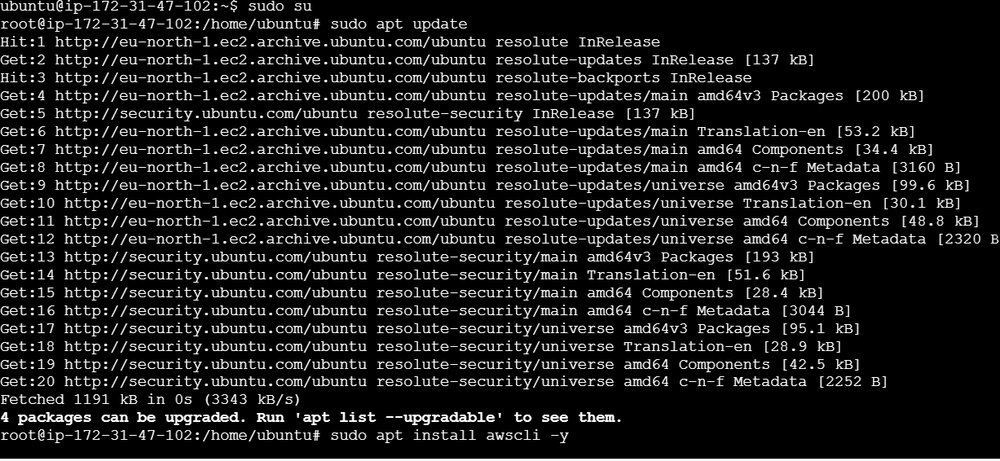 ubuntu@ip-172-31-47-102:~$ sudo su
root@ip-172-31-47-102:/home/ubuntu# sudo apt update
Hit:1 http://eu-north-1.ec2.archive.ubuntu.com/ubuntu resolute InRelease
Get:2 http://eu-north-1.ec2.archive.ubuntu.com/ubuntu resolute-updates InRelease [137 kB]
Hit:3 http://eu-north-1.ec2.archive.ubuntu.com/ubuntu resolute-backports InRelease
Get:4 http://eu-north-1.ec2.archive.ubuntu.com/ubuntu resolute-updates/main amd64v3 Packages [200 kB]
Get:5 http://security.ubuntu.com/ubuntu resolute-security InRelease [137 kB]
Get:6 http://eu-north-1.ec2.archive.ubuntu.com/ubuntu resolute-updates/main Translation-en [53.2 kB]
Get:7 http://eu-north-1.ec2.archive.ubuntu.com/ubuntu resolute-updates/main amd64 Components [34.4 kB]
Get:8 http://eu-north-1.ec2.archive.ubuntu.com/ubuntu resolute-updates/main amd64 c-n-f Metadata [3160 B]
Get:9 http://eu-north-1.ec2.archive.ubuntu.com/ubuntu resolute-updates/universe amd64v3 Packages [99.6 kB]
Get:10 http://eu-north-1.ec2.archive.ubuntu.com/ubuntu resolute-updates/universe Translation-en [30.1 kB]
Get:11 http://eu-north-1.ec2.archive.ubuntu.com/ubuntu resolute-updates/universe amd64 Components [48.8 kB]
Get:12 http://eu-north-1.ec2.archive.ubuntu.com/ubuntu resolute-updates/universe amd64 c-n-f Metadata [2320 B
Get:13 http://security.ubuntu.com/ubuntu resolute-security/main amd64v3 Packages [193 kB]
Get:14 http://security.ubuntu.com/ubuntu resolute-security/main Translation-en [51.6 kB]
Get:15 http://security.ubuntu.com/ubuntu resolute-security/main amd64 Components [28.4 kB]
Get:16 http://security.ubuntu.com/ubuntu resolute-security/main amd64 c-n-f Metadata [3044 B]
Get:17 http://security.ubuntu.com/ubuntu resolute-security/universe amd64v3 Packages [95.1 kB]
Get:18 http://security.ubuntu.com/ubuntu resolute-security/universe Translation-en [28.9 kB]
Get:19 http://security.ubuntu.com/ubuntu resolute-security/universe amd64 Components [42.5 kB]
Get:20 http://security.ubuntu.com/ubuntu resolute-security/universe amd64 c-n-f Metadata [2252 B]
Fetched 1191 kB in 0s (3343 kB/s)
4 packages can be upgraded. Run 'apt list --upgradable' to see them.
root@ip-172-31-47-102:/home/ubuntu# sudo apt install awscli -y